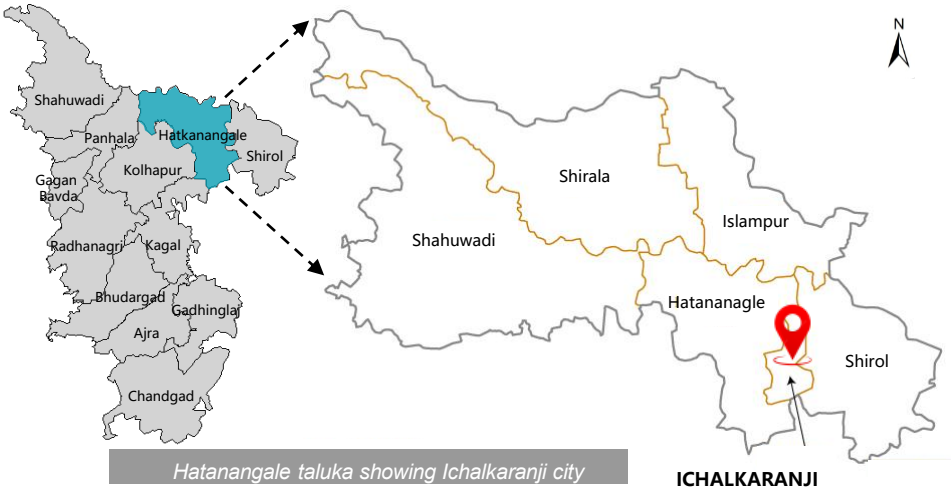 Shahuwadi
Panhala
Hatkanangale
Shirol
Kolhapur
Gagan
Bavda
Radhanagri
Kagal
Bhudargad
Gadhinglaj
Ajra
Chandgad
N
Shirala
Islampur
Shahuwadi
Hatananagle
Shirol
ICHALKARANJI
Hatanangale taluka showing Ichalkaranji city